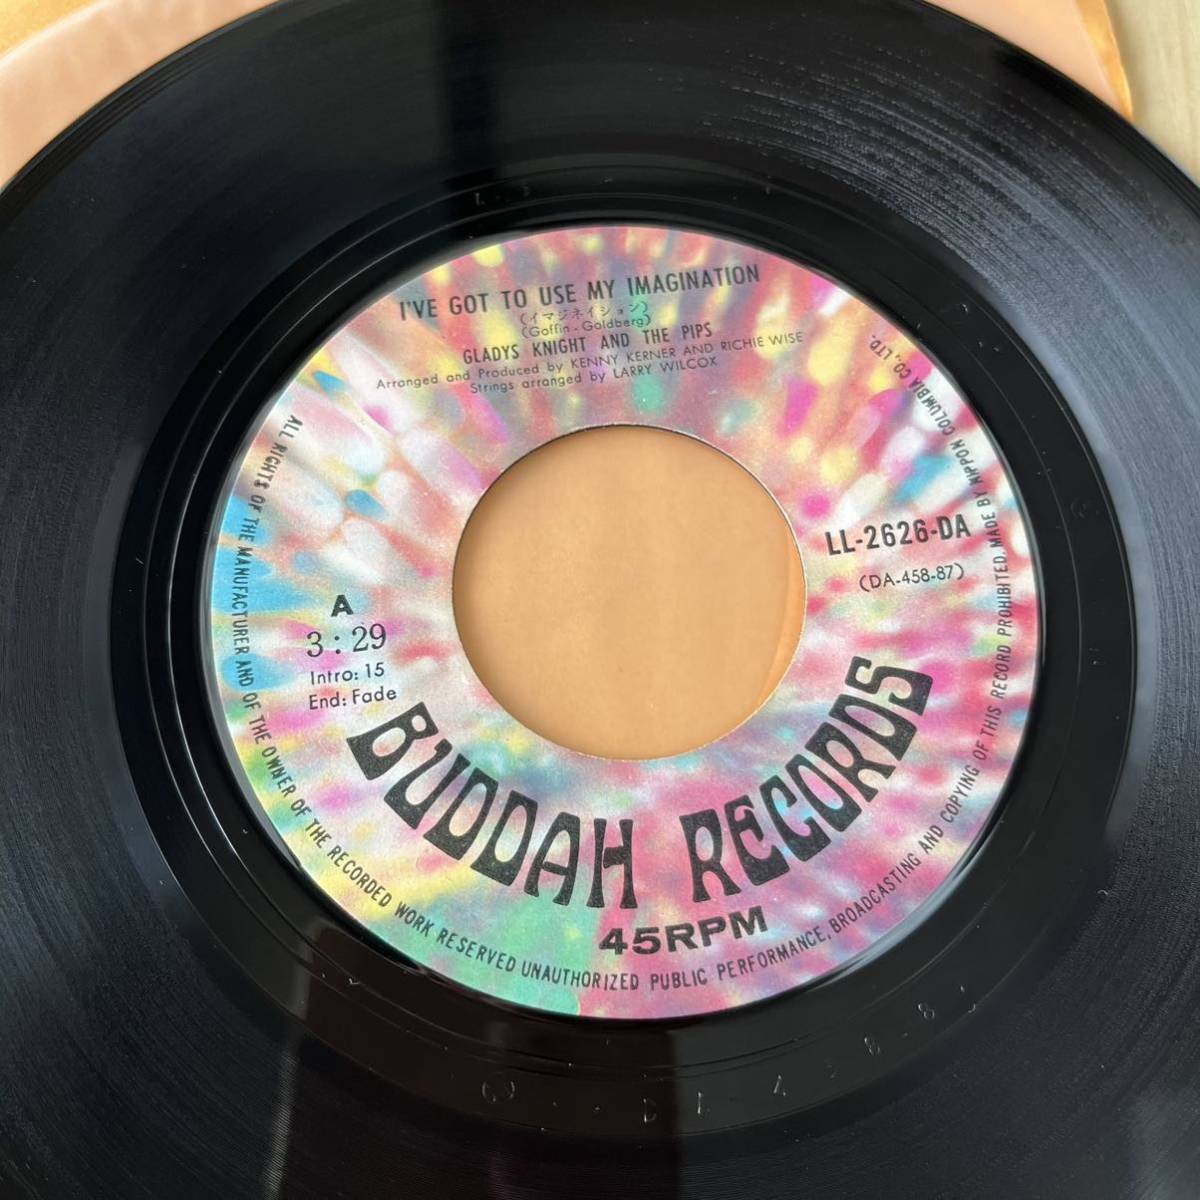 I'VE GOT TO USE MY IMAGINATION
(イマジネイション)
(Goffin - Goldberg)
GLADYS KNIGHT AND THE PIPS
Arranged and Produced by KENNY KERNER AND RICHIE WISE
Strings arranged by LARRY WILCOX
LL-2626-DA
(DA-458-87)
A
3:29
Intro: 15
End: Fade
BUDDAH RECORDS
45RPM
ALL RIGHTS OF THE MANUFACTURER AND OF THE OWNER OF THE RECORDED WORK RESERVED UNAUTHORIZED PUBLIC PERFORMANCE, BROADCASTING AND COPYING OF THIS RECORD PROHIBITED. MADE BY NIPPON COLUMBIA CO., LTD.